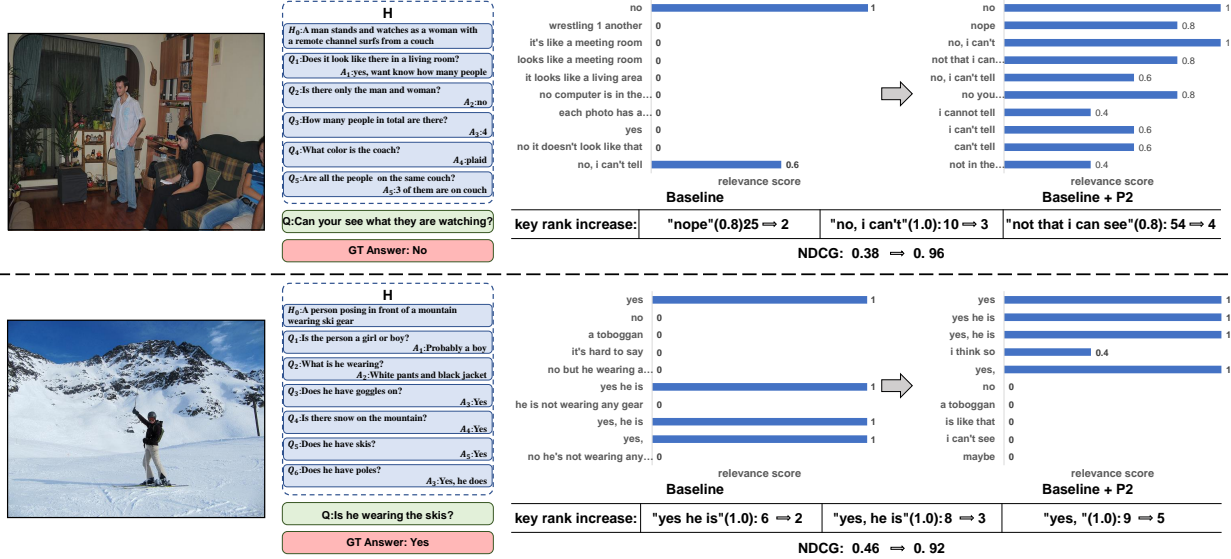 H
H0:A man stands and watches as a woman with
a remote channel surfs from a couch
Q1:Does it look like there in a living room?
A1:yes, want know how many people
Q2:Is there only the man and woman?
A2:no
Q3:How many people in total are there?
A3:4
Q4:What color is the coach?
A4:plaid
Q5:Are all the people on the same couch?
A5:3 of them are on couch
Q:Can your see what they are watching?
GT Answer: No
no 1
wrestling 1 another 0
it's like a meeting room 0
looks like a meeting room 0
it looks like a living area 0
no computer is in the... 0
each photo has a... 0
yes 0
no it doesn't look like that 0
no, i can't tell 0.6
relevance score
Baseline
no 1
nope 0.8
no, i can't 1
not that i can... 0.8
no, i can't tell 0.6
no you... 0.8
i cannot tell 0.4
i can't tell 0.6
can't tell 0.6
not in the... 0.4
relevance score
Baseline + P2
key rank increase: "nope"(0.8)25 ⇒ 2 "no, i can't"(1.0): 10 ⇒ 3 "not that i can see"(0.8): 54 ⇒ 4
NDCG: 0.38 ⇒ 0. 96
H
H0:A person posing in front of a mountain
wearing ski gear
Q1:Is the person a girl or boy?
A1:Probably a boy
Q2:What is he wearing?
A2:White pants and black jacket
Q3:Does he have goggles on?
A3:Yes
Q4:Is there snow on the mountain?
A4:Yes
Q5:Does he have skis?
A5:Yes
Q6:Does he have poles?
A3:Yes, he does
Q:Is he wearing the skis?
GT Answer: Yes
yes 1
no 0
a toboggan 0
it's hard to say 0
no but he wearing a... 0
yes he is 1
he is not wearing any gear 0
yes, he is 1
yes, 1
no he's not wearing any... 0
relevance score
Baseline
yes 1
yes he is 1
yes, he is 1
i think so 0.4
yes, 1
no 0
a toboggan 0
is like that 0
i can't see 0
maybe 0
relevance score
Baseline + P2
key rank increase: "yes he is"(1.0): 6 ⇒ 2 "yes, he is"(1.0): 8 ⇒ 3 "yes, "(1.0): 9 ⇒ 5
NDCG: 0.46 ⇒ 0. 92